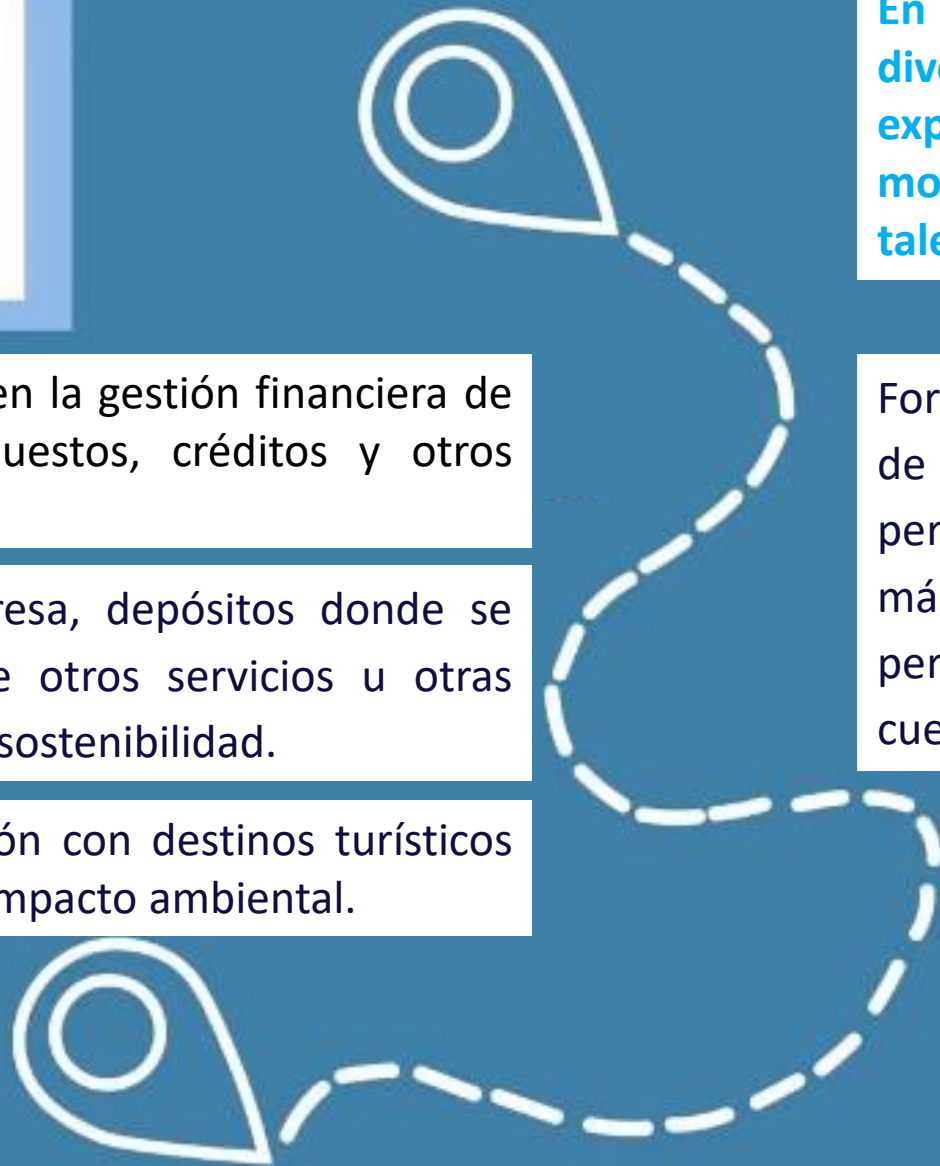 en la gestión financiera de
uestos, créditos y otros
resa, depósitos donde se
e otros servicios u otras
sostenibilidad.
ón con destinos turísticos
mpacto ambiental.
En
dive
exp
mo
tale
For
de
per
má
per
cue